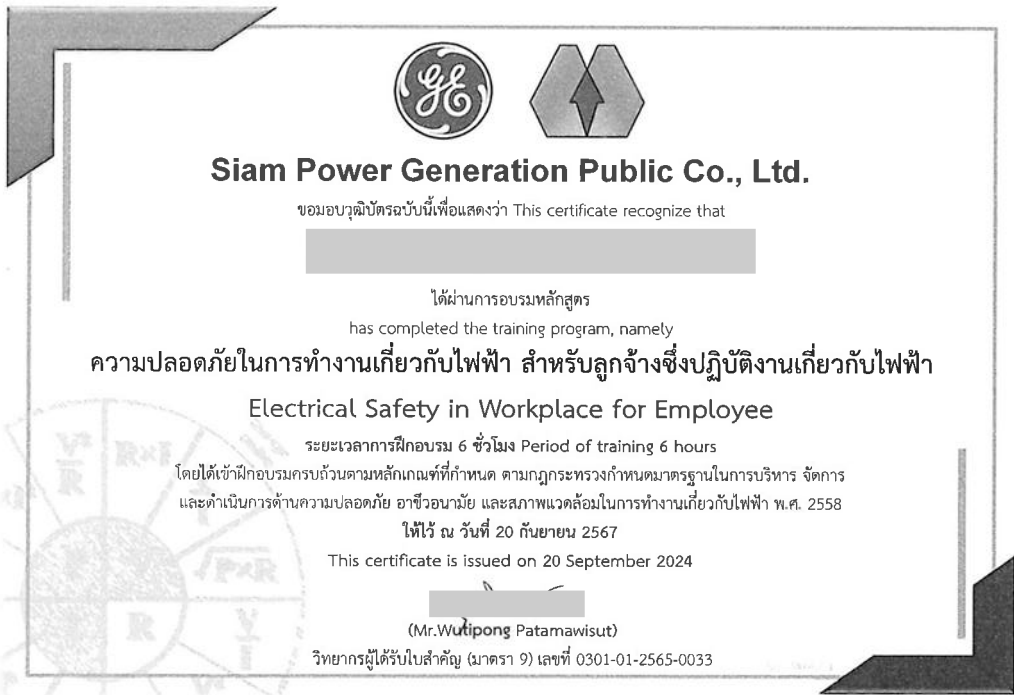 GE
Siam Power Generation Public Co., Ltd.
ขอมอบวุฒิบัตรฉบับนี้เพื่อแสดงว่า This certificate recognize that
ได้ผ่านการอบรมหลักสูตร
has completed the training program, namely
ความปลอดภัยในการทำงานเกี่ยวกับไฟฟ้า สำหรับลูกจ้างซึ่งปฏิบัติงานเกี่ยวกับไฟฟ้า
Electrical Safety in Workplace for Employee
ระยะเวลาการฝึกอบรม 6 ชั่วโมง Period of training 6 hours
โดยได้เข้าฝึกอบรมครบถ้วนตามหลักเกณฑ์ที่กำหนด ตามกฎกระทรวงกำหนดมาตรฐานในการบริหาร จัดการ
และดำเนินการด้านความปลอดภัย อาชีวอนามัย และสภาพแวดล้อมในการทำงานเกี่ยวกับไฟฟ้า พ.ศ. 2558
ให้ไว้ ณ วันที่ 20 กันยายน 2567
This certificate is issued on 20 September 2024
(Mr.Wutipong Patamawisut)
วิทยากรผู้ได้รับใบสำคัญ (มาตรา 9) เลขที่ 0301-01-2565-0033
V²
R
R×I
√P×R
R
V
I